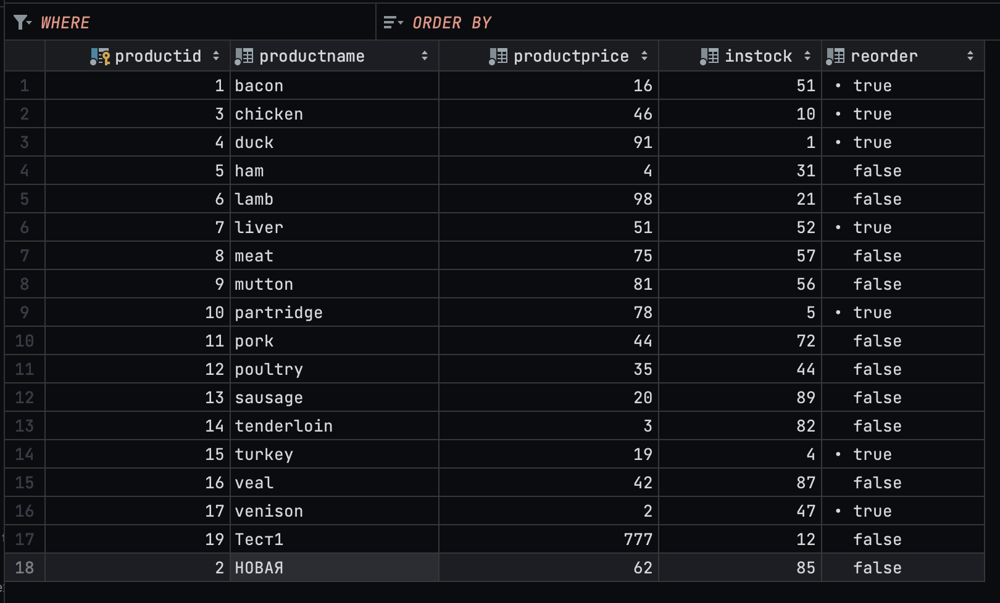 WHERE ORDER BY
productid productname productprice instock reorder
1 1 bacon 16 51 • true
2 3 chicken 46 10 • true
3 4 duck 91 1 • true
4 5 ham 4 31 false
5 6 lamb 98 21 false
6 7 liver 51 52 • true
7 8 meat 75 57 false
8 9 mutton 81 56 false
9 10 partridge 78 5 • true
10 11 pork 44 72 false
11 12 poultry 35 44 false
12 13 sausage 20 89 false
13 14 tenderloin 3 82 false
14 15 turkey 19 4 • true
15 16 veal 42 87 false
16 17 venison 2 47 • true
17 19 Тест1 777 12 false
18 2 НОВАЯ 62 85 false